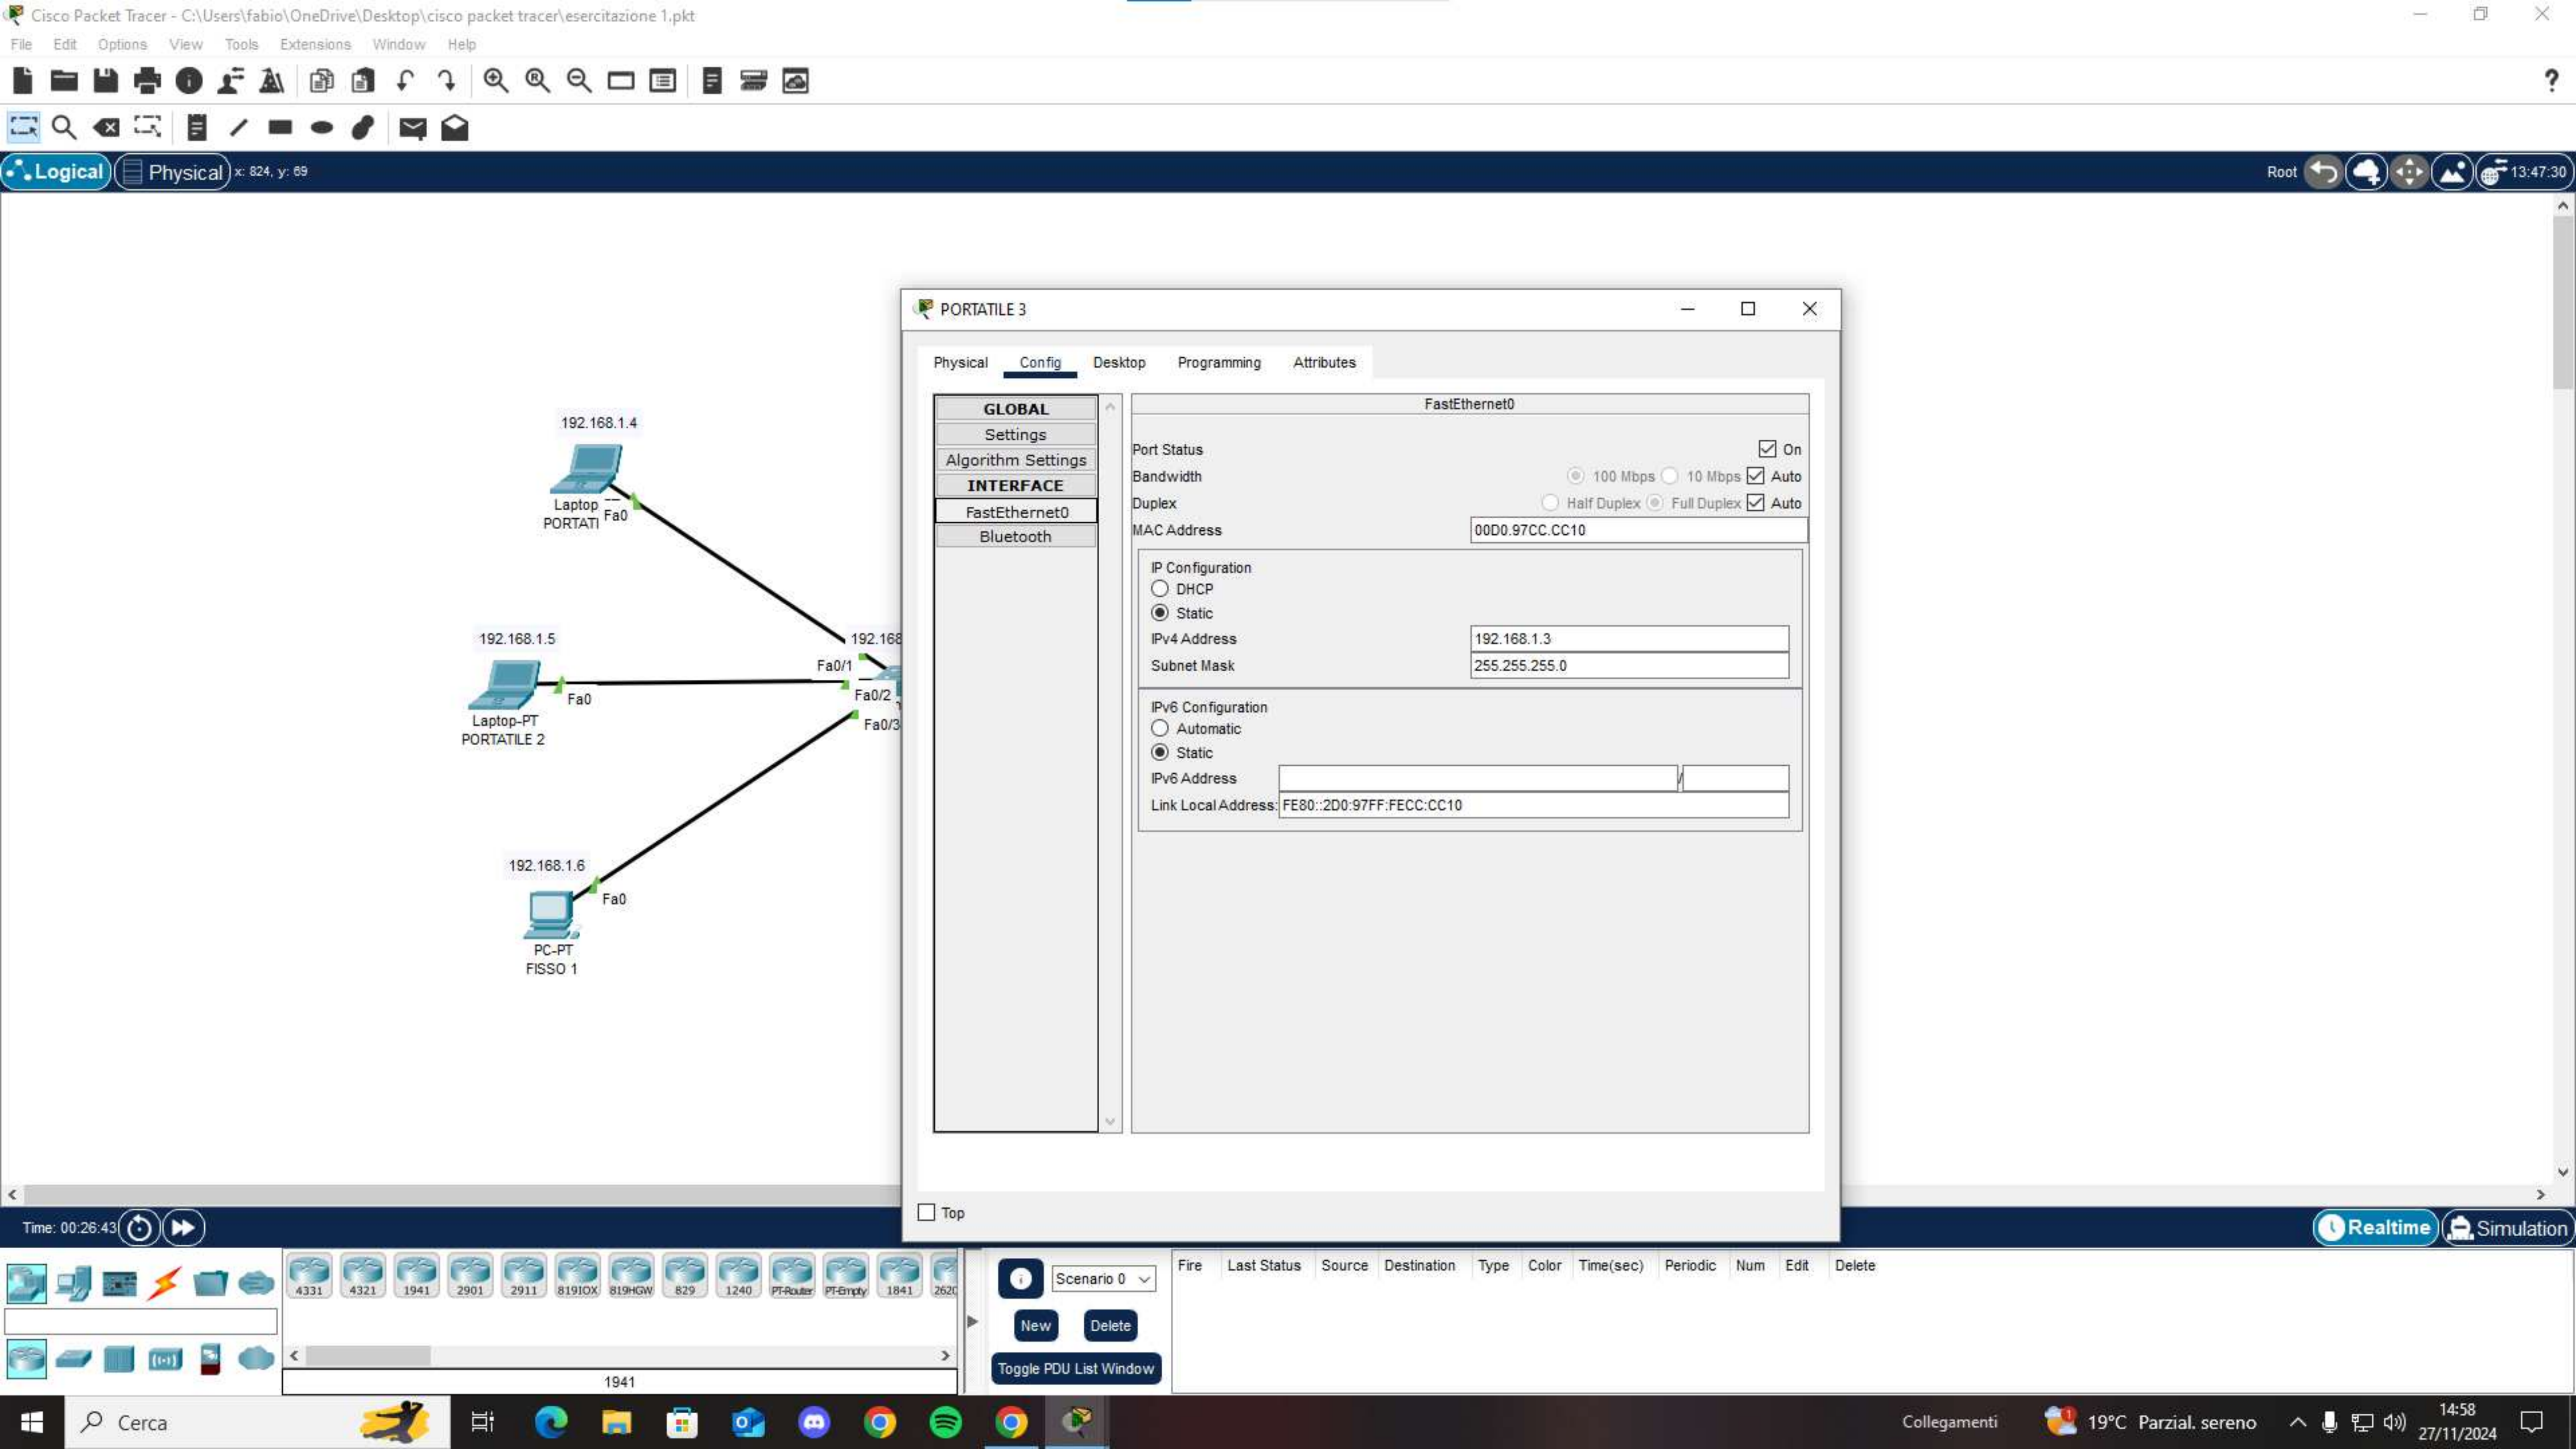 Cisco Packet Tracer - C:\Users\fabio\OneDrive\Desktop\cisco packet tracer\esercitazione 1.pkt
File Edit Options View Tools Extensions Window Help
Logical Physical x: 824, y: 69 Root 13:47:30
192.168.1.4
Laptop
PORTATI
Fa0
192.168.1.5
Fa0
Laptop-PT
PORTATILE 2
192.168
Fa0/1
Fa0/2
Fa0/3
192.168.1.6
Fa0
PC-PT
FISSO 1
PORTATILE 3
Physical Config Desktop Programming Attributes
GLOBAL
Settings
Algorithm Settings
INTERFACE
FastEthernet0
Bluetooth
FastEthernet0
Port Status On
Bandwidth 100 Mbps 10 Mbps Auto
Duplex Half Duplex Full Duplex Auto
MAC Address 00D0.97CC.CC10
IP Configuration
DHCP
Static
IPv4 Address 192.168.1.3
Subnet Mask 255.255.255.0
IPv6 Configuration
Automatic
Static
IPv6 Address /
Link Local Address: FE80::2D0:97FF:FECC:CC10
Top
Time: 00:26:43 Realtime Simulation
4331 4321 1941 2901 2911 819IOX 819HGW 829 1240 PT-Router PT-Empty 1841 262
1941
Scenario 0
New Delete
Toggle PDU List Window
Fire Last Status Source Destination Type Color Time(sec) Periodic Num Edit Delete
Cerca
Collegamenti 1 19°C Parzial. sereno
14:58
27/11/2024